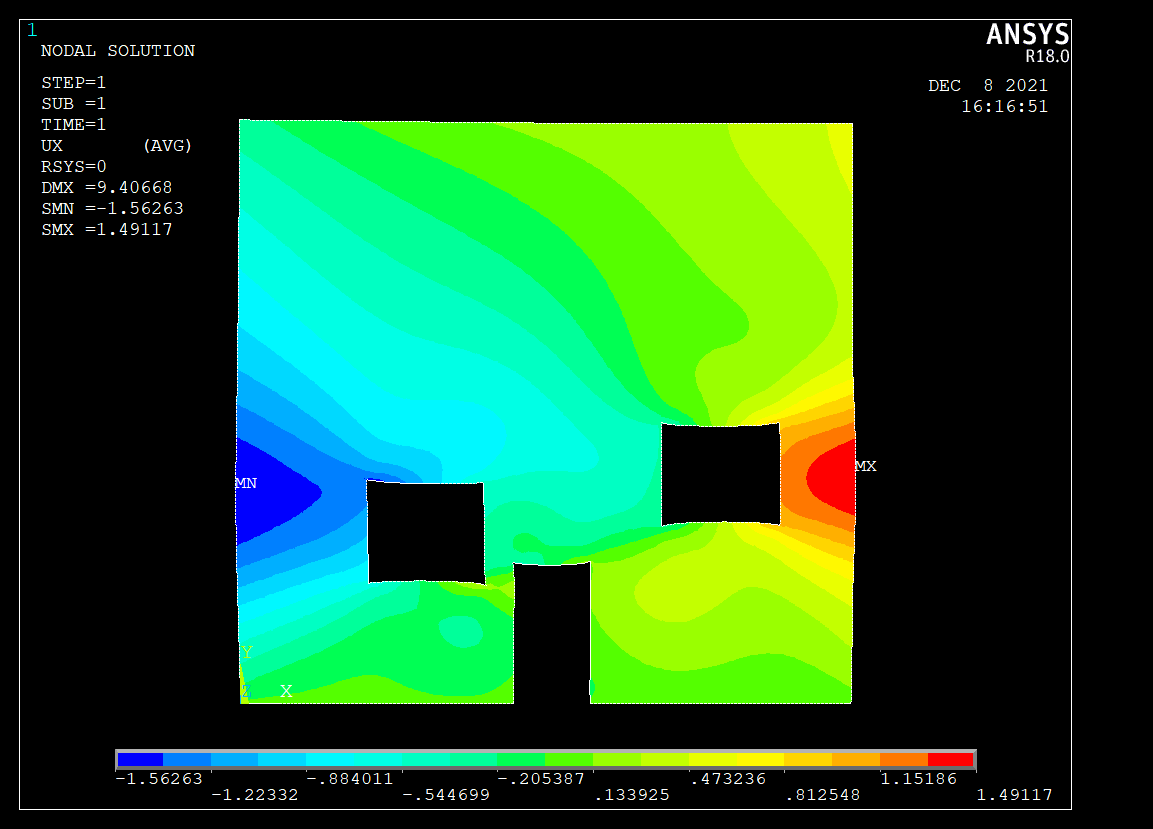 1
ANSYS
R18.0
NODAL SOLUTION
DEC 8 2021
16:16:51
STEP=1
SUB =1
TIME=1
UX (AVG)
RSYS=0
DMX =9.40668
SMN =-1.56263
SMX =1.49117
MX
MN
Y
Z X
-1.56263 -.884011 -.205387 .473236 1.15186
-1.22332 -.544699 .133925 .812548 1.49117